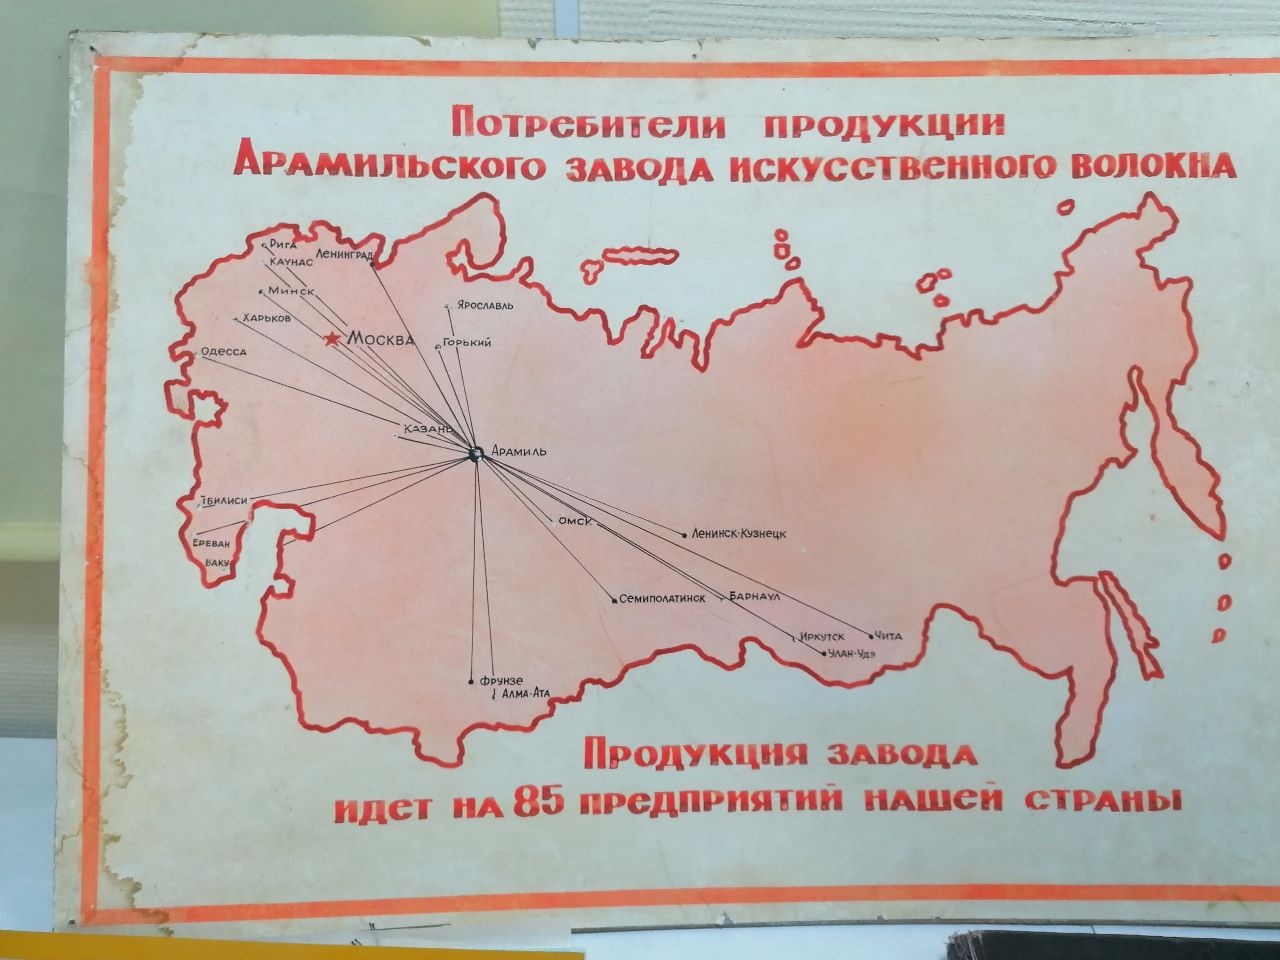 Потребители продукции
Арамильского завода искусственного волокна
Рига
Ленинград
Каунас
Минск
Ярославль
Харьков
Москва
Горький
Одесса
Казань
Арамиль
Тбилиси
Омск
Ленинск-Кузнецк
Ереван
Баку
Семиполатинск
Барнаул
Иркутск
Чита
Улан-Удэ
Фрунзе
Алма-Ата
Продукция завода
идет на 85 предприятий нашей страны